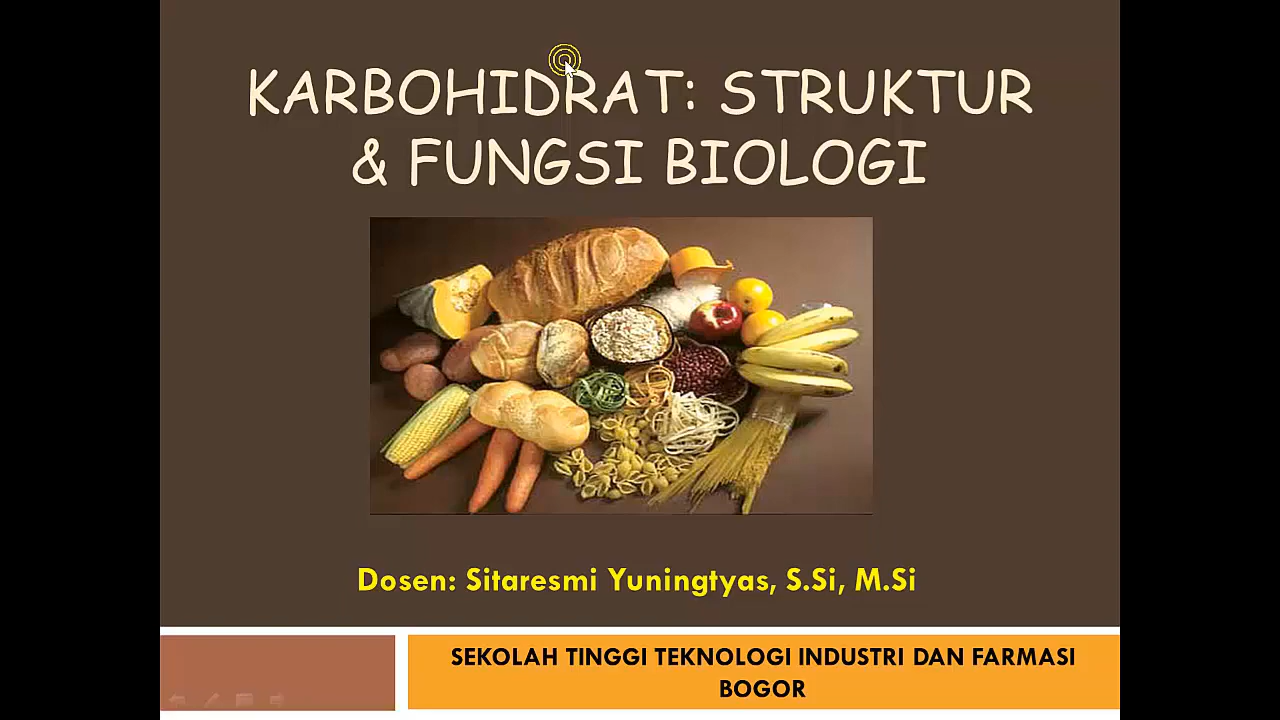 KARBOHIDRAT: STRUKTUR
& FUNGSI BIOLOGI
Dosen: Sitaresmi Yuningtyas, S.Si, M.Si
SEKOLAH TINGGI TEKNOLOGI INDUSTRI DAN FARMASI
BOGOR